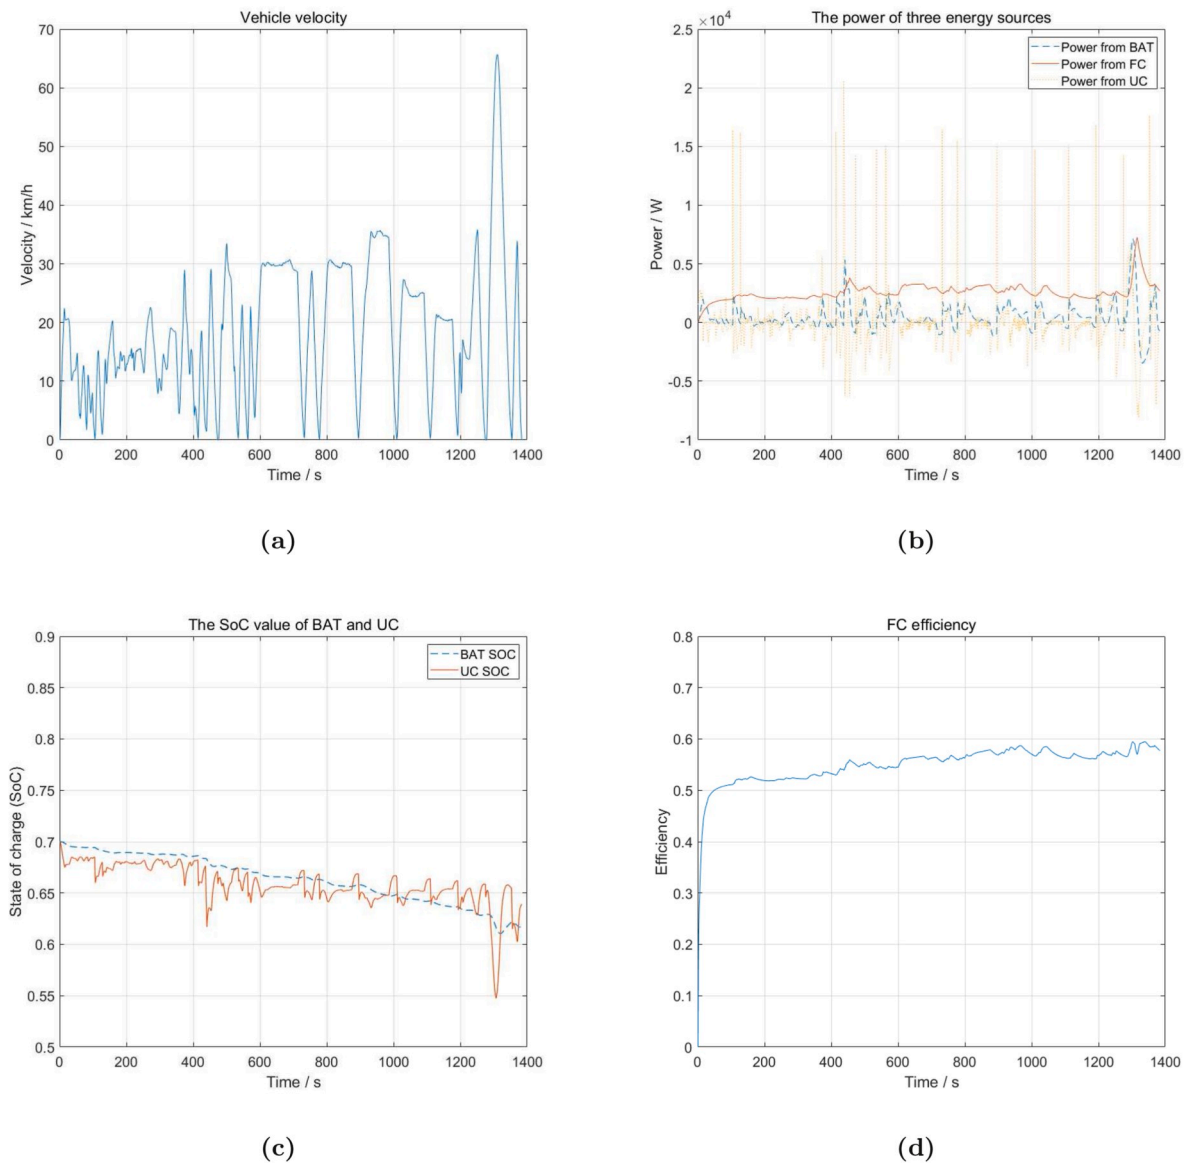 Vehicle velocity
70
60
50
40
30
20
10
0
Velocity / km/h
0 200 400 600 800 1000 1200 1400
Time / s
(a)
The power of three energy sources
×10⁴
2.5
2
1.5
1
0.5
0
-0.5
-1
Power / W
Power from BAT
Power from FC
Power from UC
0 200 400 600 800 1000 1200 1400
Time / s
(b)
The SoC value of BAT and UC
0.9
0.85
0.8
0.75
0.7
0.65
0.6
0.55
0.5
State of charge (SoC)
BAT SOC
UC SOC
0 200 400 600 800 1000 1200 1400
Time / s
(c)
FC efficiency
0.8
0.7
0.6
0.5
0.4
0.3
0.2
0.1
0
Efficiency
0 200 400 600 800 1000 1200 1400
Time / s
(d)